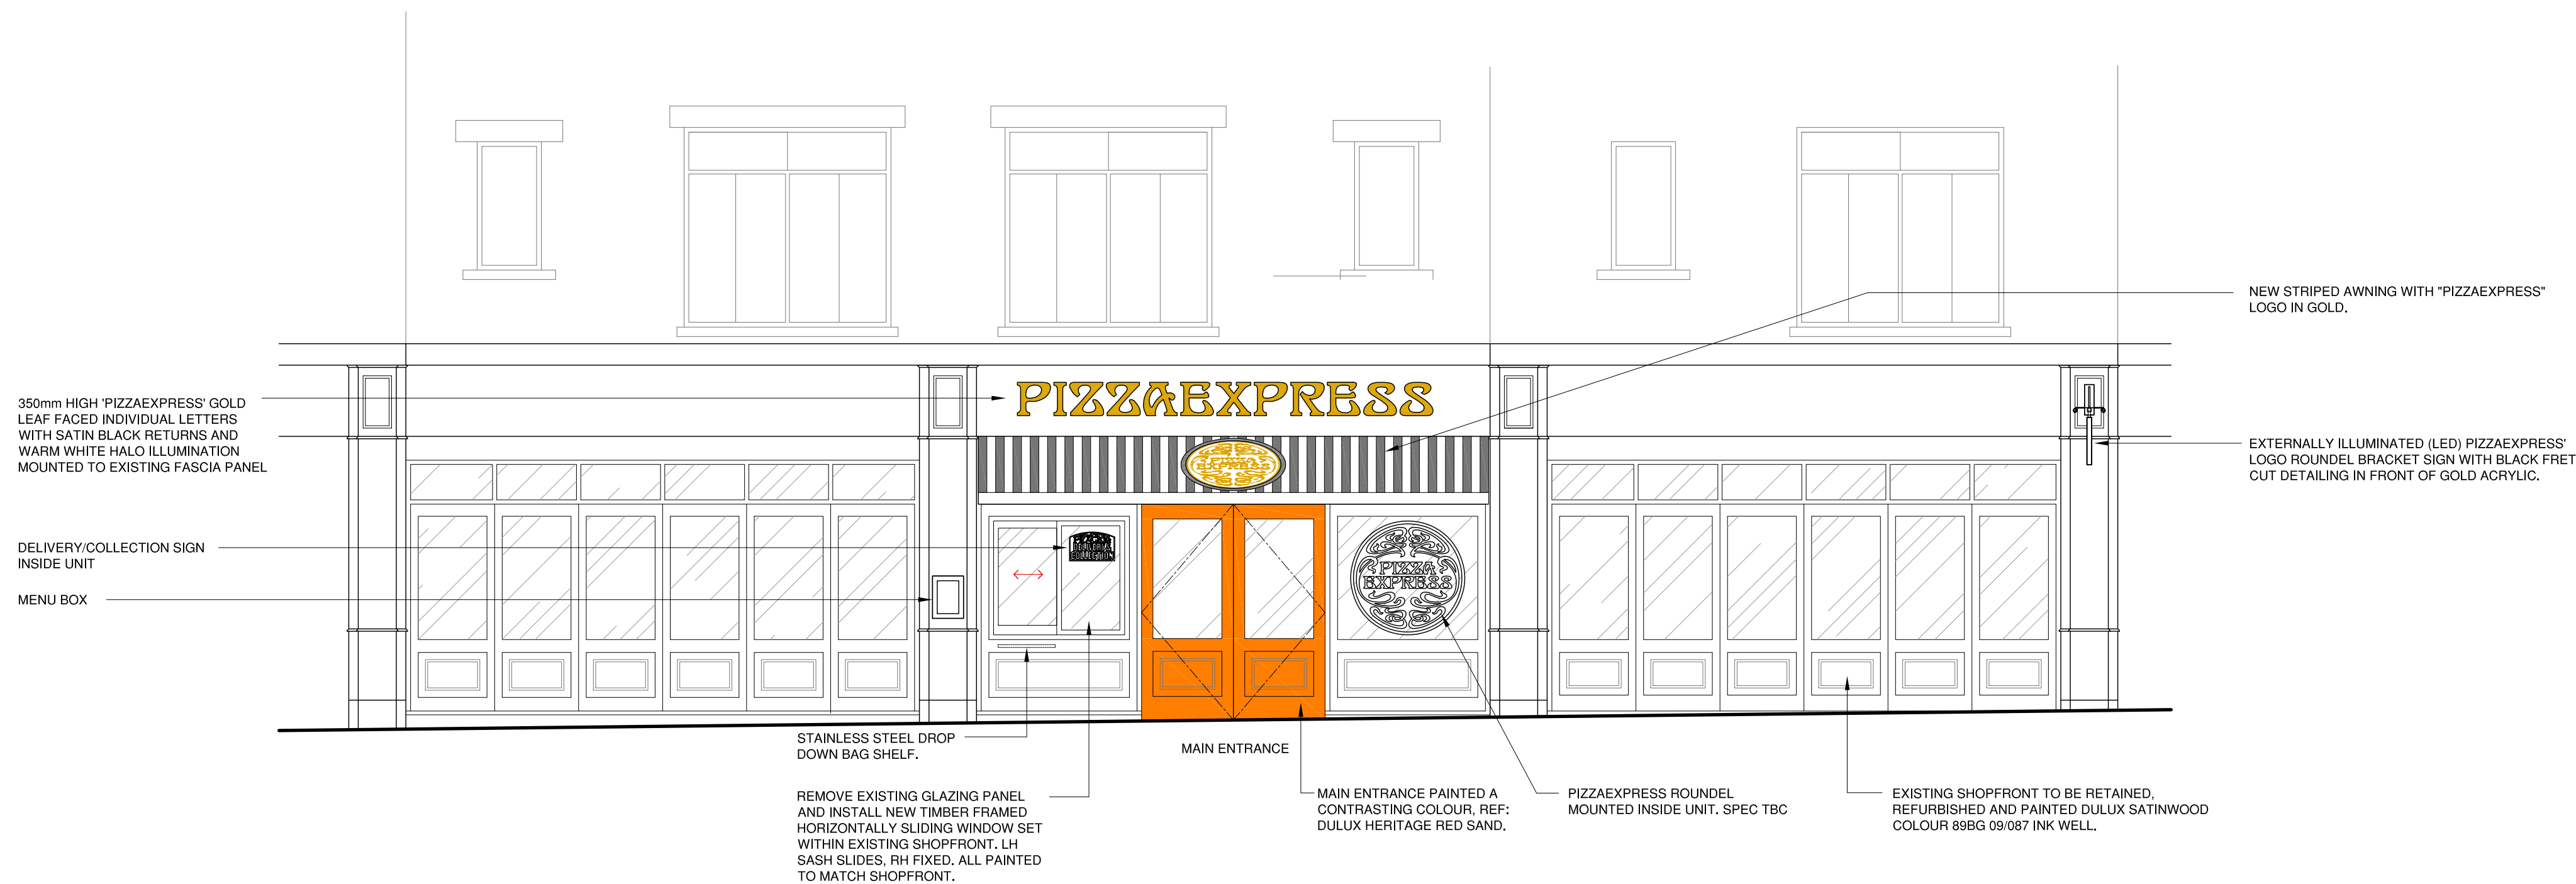 NEW STRIPED AWNING WITH "PIZZAEXPRESS"
LOGO IN GOLD.
350mm HIGH 'PIZZAEXPRESS' GOLD
LEAF FACED INDIVIDUAL LETTERS
WITH SATIN BLACK RETURNS AND
WARM WHITE HALO ILLUMINATION
MOUNTED TO EXISTING FASCIA PANEL
PIZZAEXPRESS
EXTERNALLY ILLUMINATED (LED) PIZZAEXPRESS'
LOGO ROUNDEL BRACKET SIGN WITH BLACK FRET
CUT DETAILING IN FRONT OF GOLD ACRYLIC.
PIZZA
EXPRESS
DELIVERY/COLLECTION SIGN
INSIDE UNIT
COLLECTION
PIZZA
EXPRESS
MENU BOX
STAINLESS STEEL DROP
DOWN BAG SHELF.
MAIN ENTRANCE
REMOVE EXISTING GLAZING PANEL
AND INSTALL NEW TIMBER FRAMED
HORIZONTALLY SLIDING WINDOW SET
WITHIN EXISTING SHOPFRONT. LH
SASH SLIDES, RH FIXED. ALL PAINTED
TO MATCH SHOPFRONT.
MAIN ENTRANCE PAINTED A
CONTRASTING COLOUR, REF:
DULUX HERITAGE RED SAND.
PIZZAEXPRESS ROUNDEL
MOUNTED INSIDE UNIT. SPEC TBC
EXISTING SHOPFRONT TO BE RETAINED,
REFURBISHED AND PAINTED DULUX SATINWOOD
COLOUR 89BG 09/087 INK WELL.